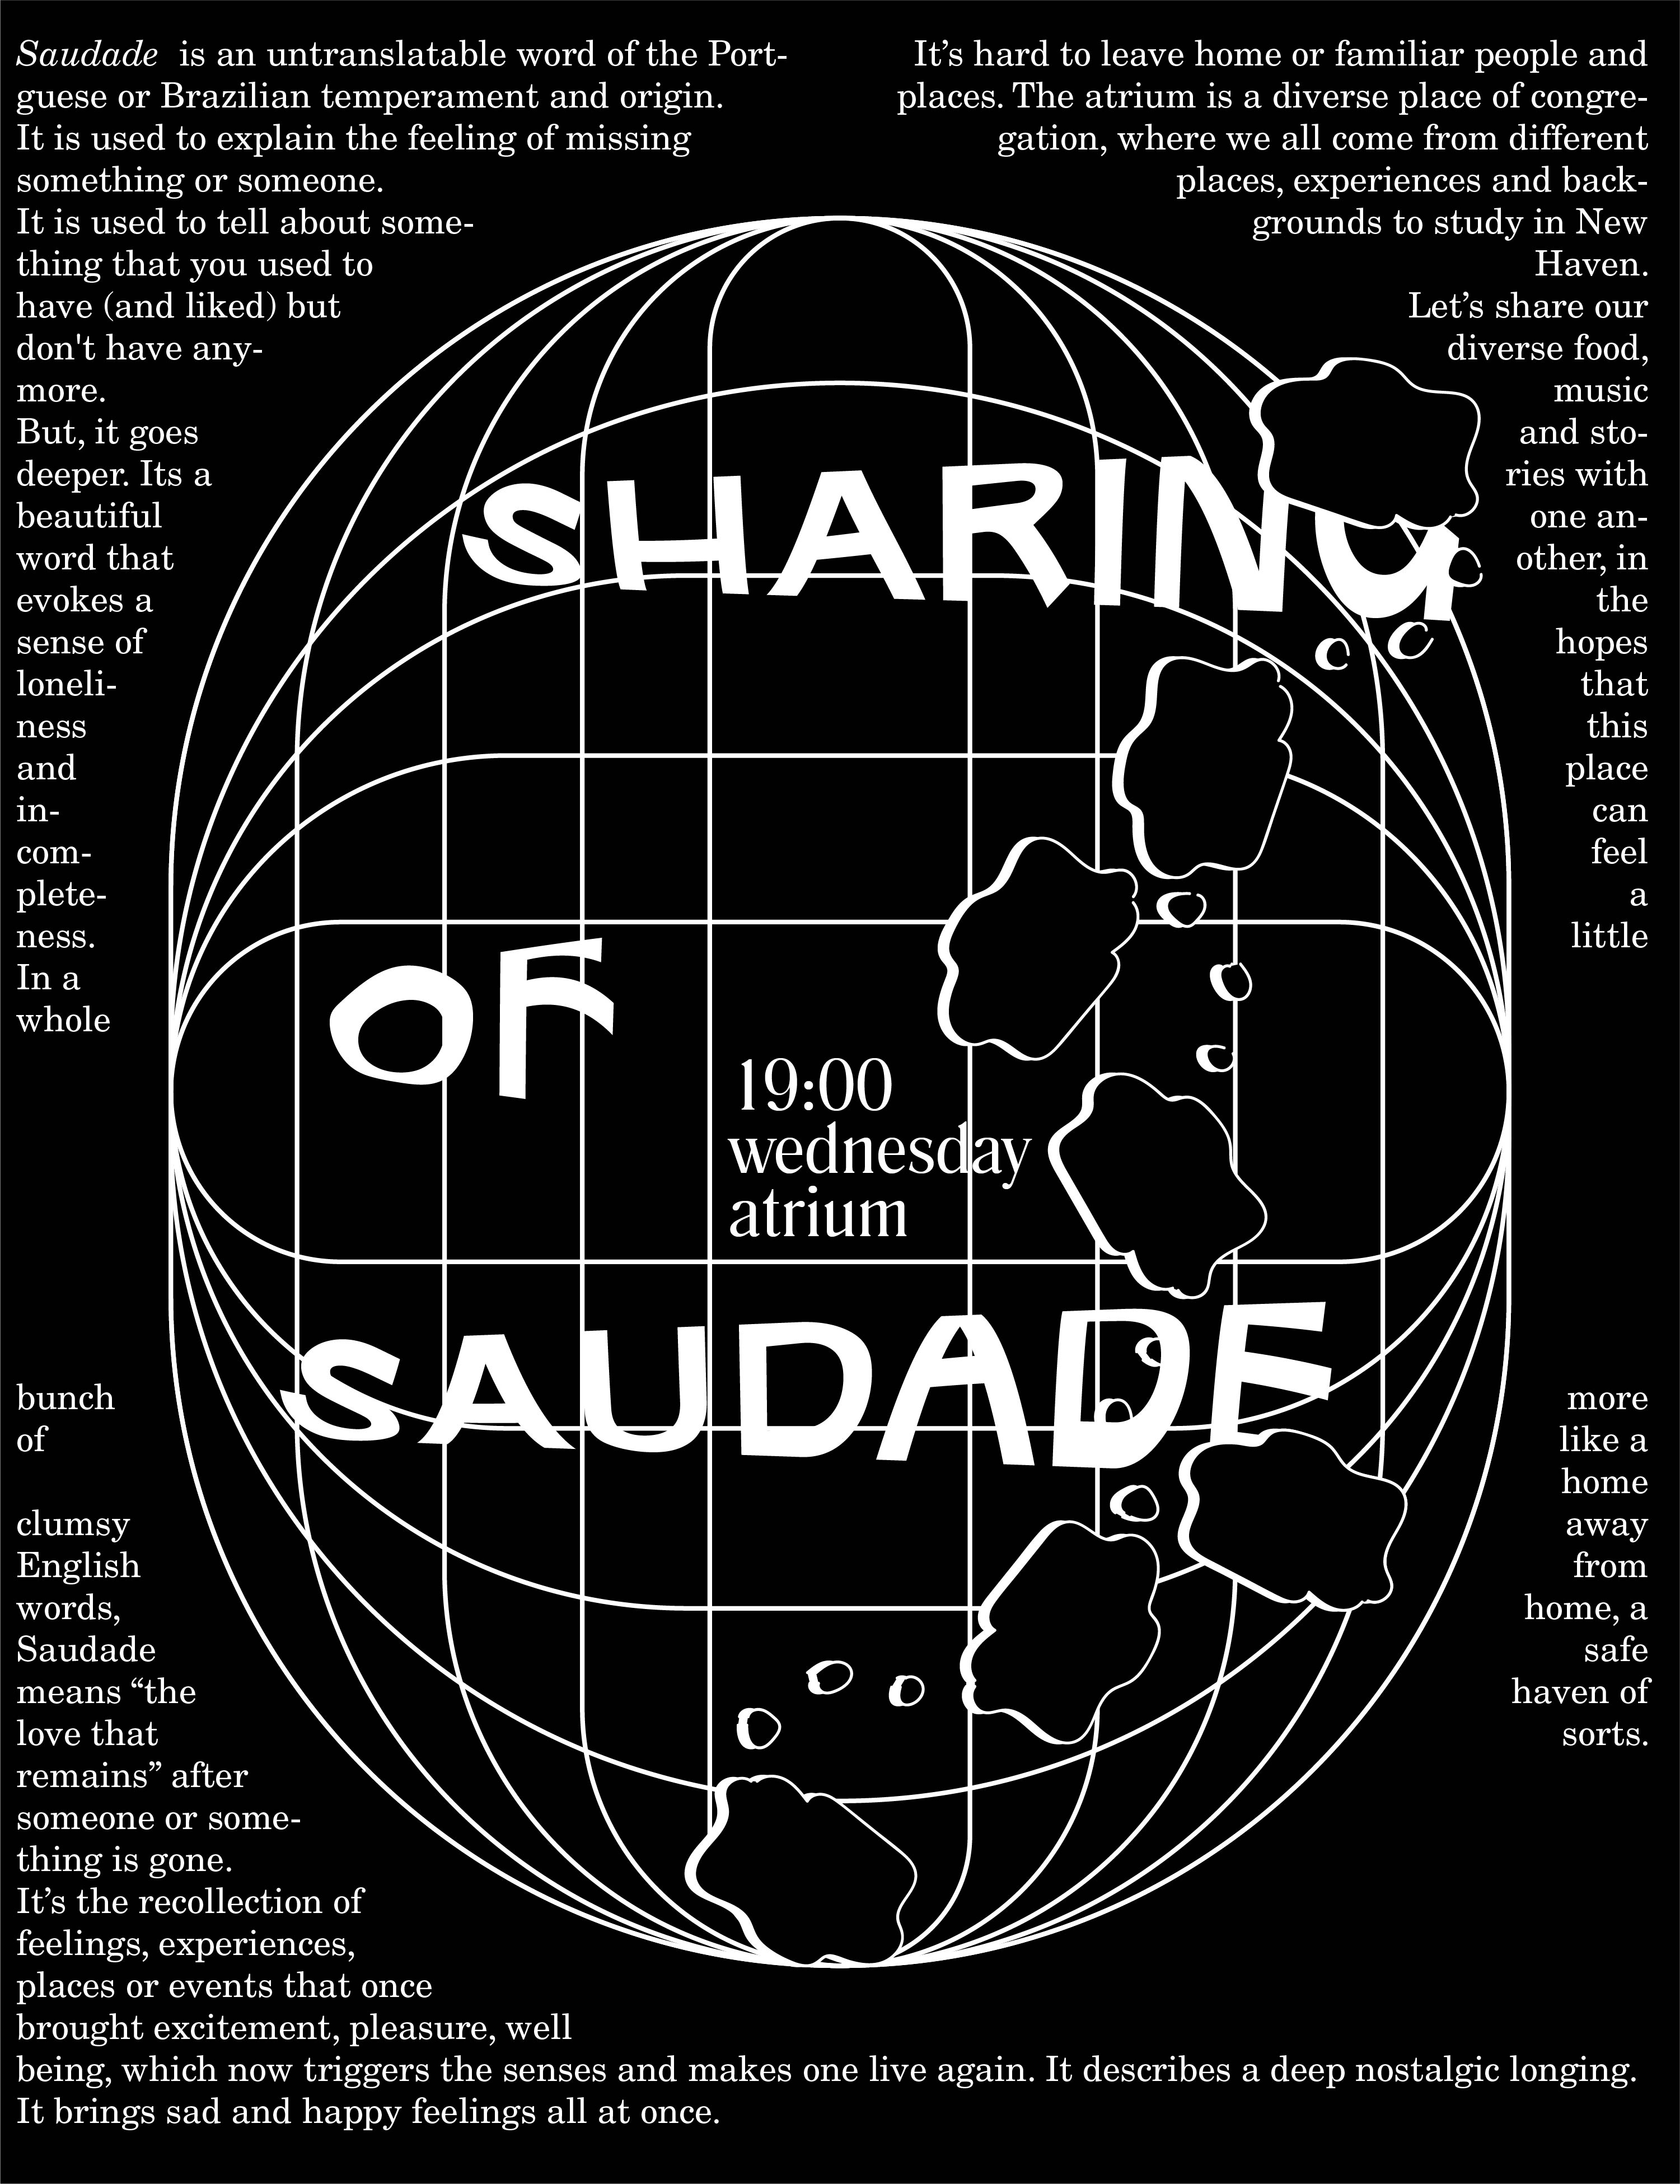 Saudade is an untranslatable word of the Port-
guese or Brazilian temperament and origin.
It is used to explain the feeling of missing
something or someone.
It is used to tell about some-
thing that you used to
have (and liked) but
don't have any-
more.
But, it goes
deeper. Its a
beautiful
word that
evokes a
sense of
loneli-
ness
and
in-
com-
plete-
ness.
In a
whole
bunch
of
clumsy
English
words,
Saudade
means “the
love that
remains” after
someone or some-
thing is gone.
It’s the recollection of
feelings, experiences,
places or events that once
brought excitement, pleasure, well
being, which now triggers the senses and makes one live again. It describes a deep nostalgic longing.
It brings sad and happy feelings all at once.
It’s hard to leave home or familiar people and
places. The atrium is a diverse place of congre-
gation, where we all come from different
places, experiences and back-
grounds to study in New
Haven.
Let’s share our
diverse food,
music
and sto-
ries with
one an-
other, in
the
hopes
that
this
place
can
feel
a
little
more
like a
home
away
from
home, a
safe
haven of
sorts.
SHARING
OF
19:00
wednesday
atrium
SAUDADE